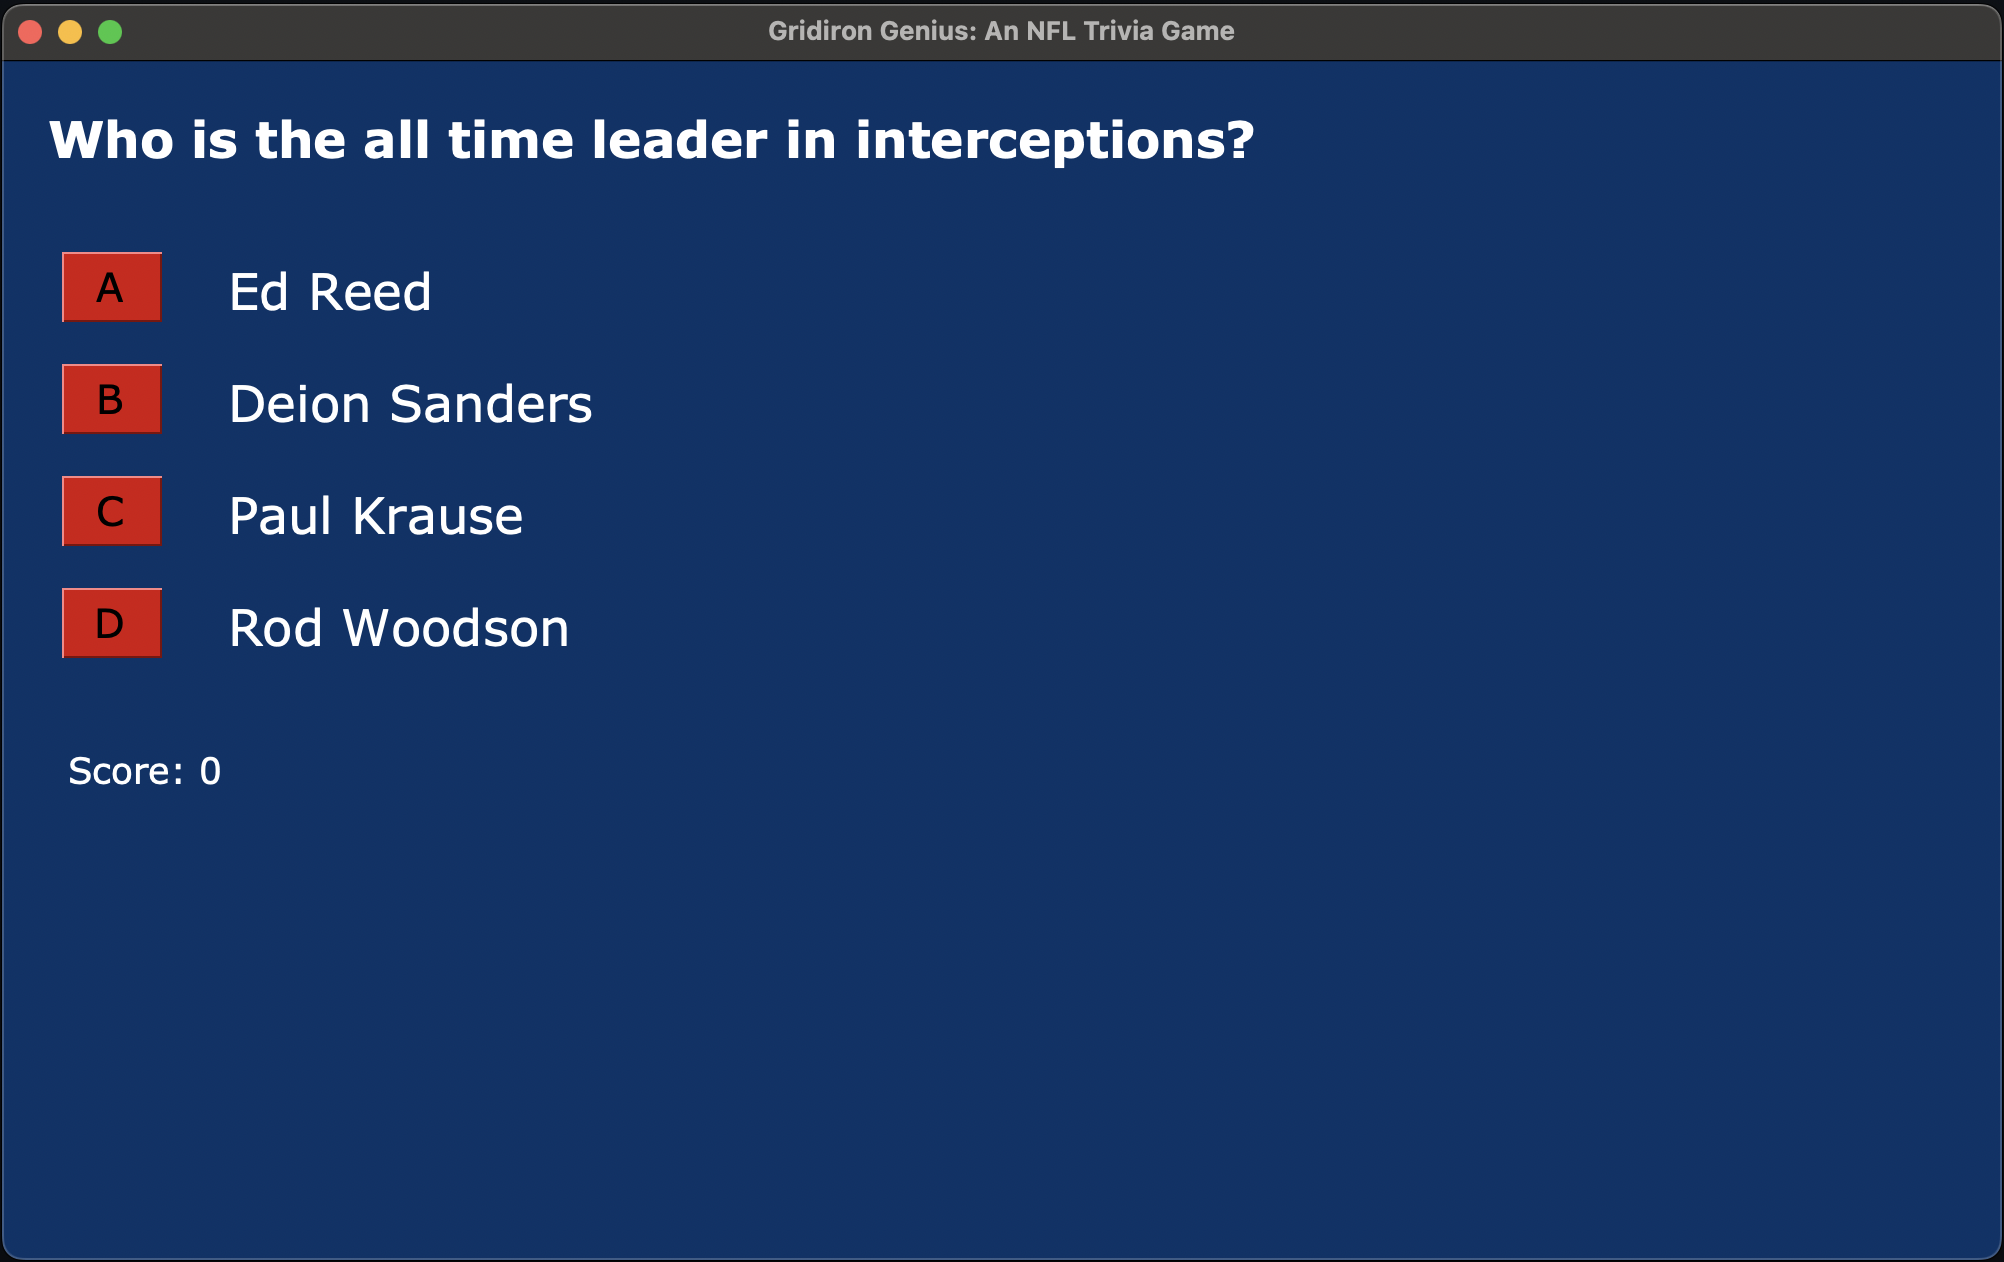 Gridiron Genius: An NFL Trivia Game
Who is the all time leader in interceptions?
A Ed Reed
B Deion Sanders
C Paul Krause
D Rod Woodson
Score: 0